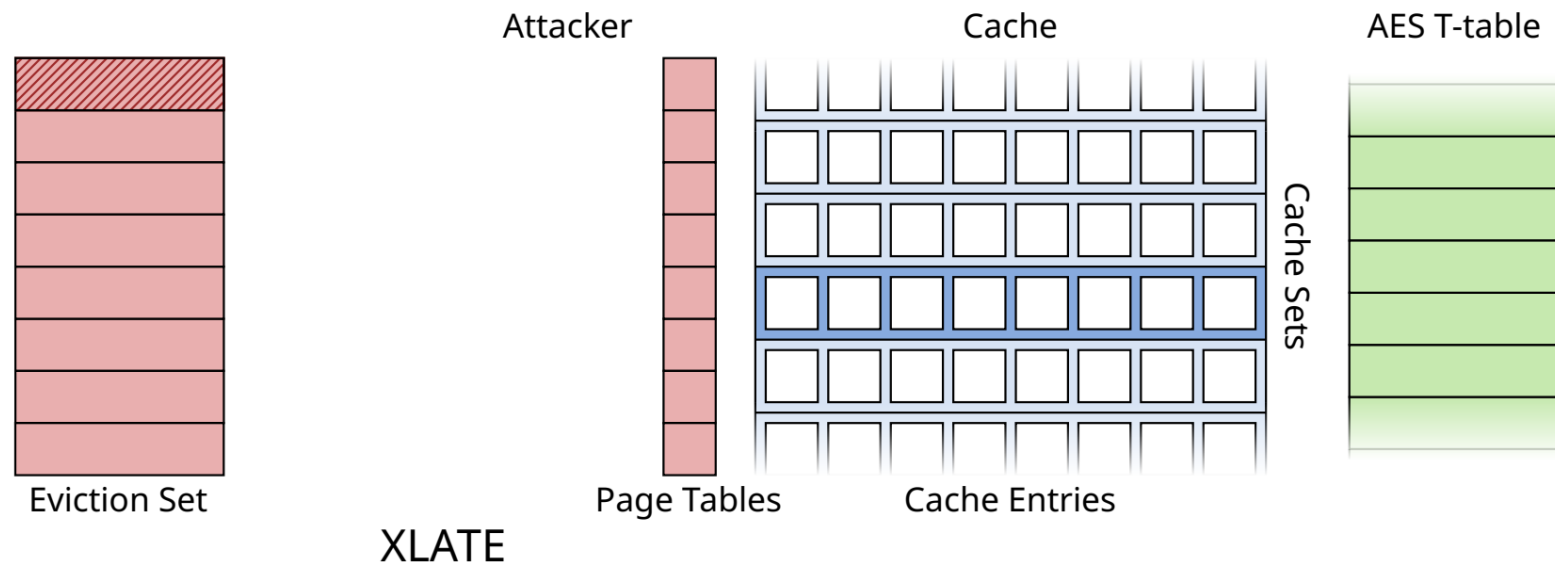 Attacker
Cache
AES T-table
Cache Sets
Eviction Set
Page Tables
Cache Entries
XLATE